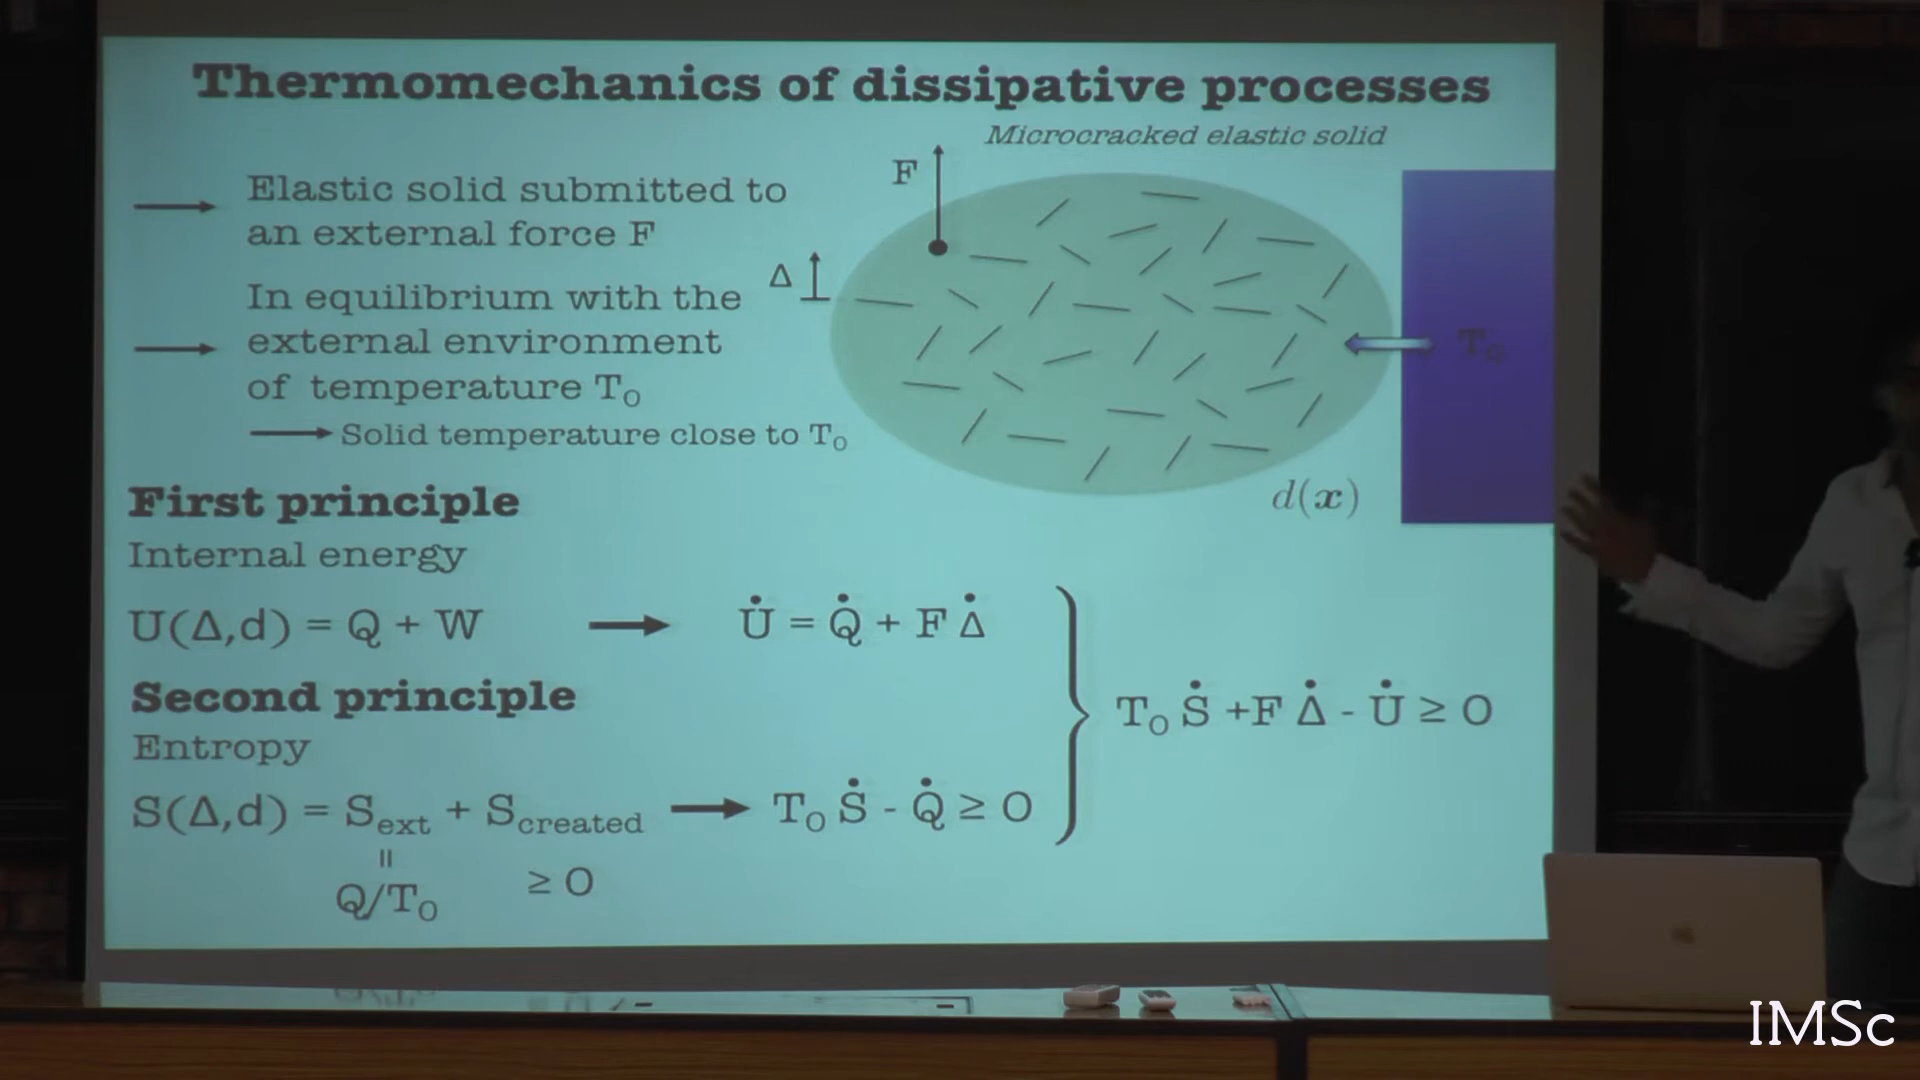 Thermomechanics of dissipative processes
Microcracked elastic solid
Elastic solid submitted to
an external force F
In equilibrium with the
external environment
of temperature T₀
Solid temperature close to T₀
F
Δ
T₀
d(x)
First principle
Internal energy
U(Δ,d) = Q + W → U̇ = Q̇ + F Δ̇
Second principle
Entropy
S(Δ,d) = S_ext + S_created → T₀ Ṡ - Q̇ ≥ 0
=
Q/T₀ ≥ 0
T₀ Ṡ +F Δ̇ - U̇ ≥ 0
IMSc